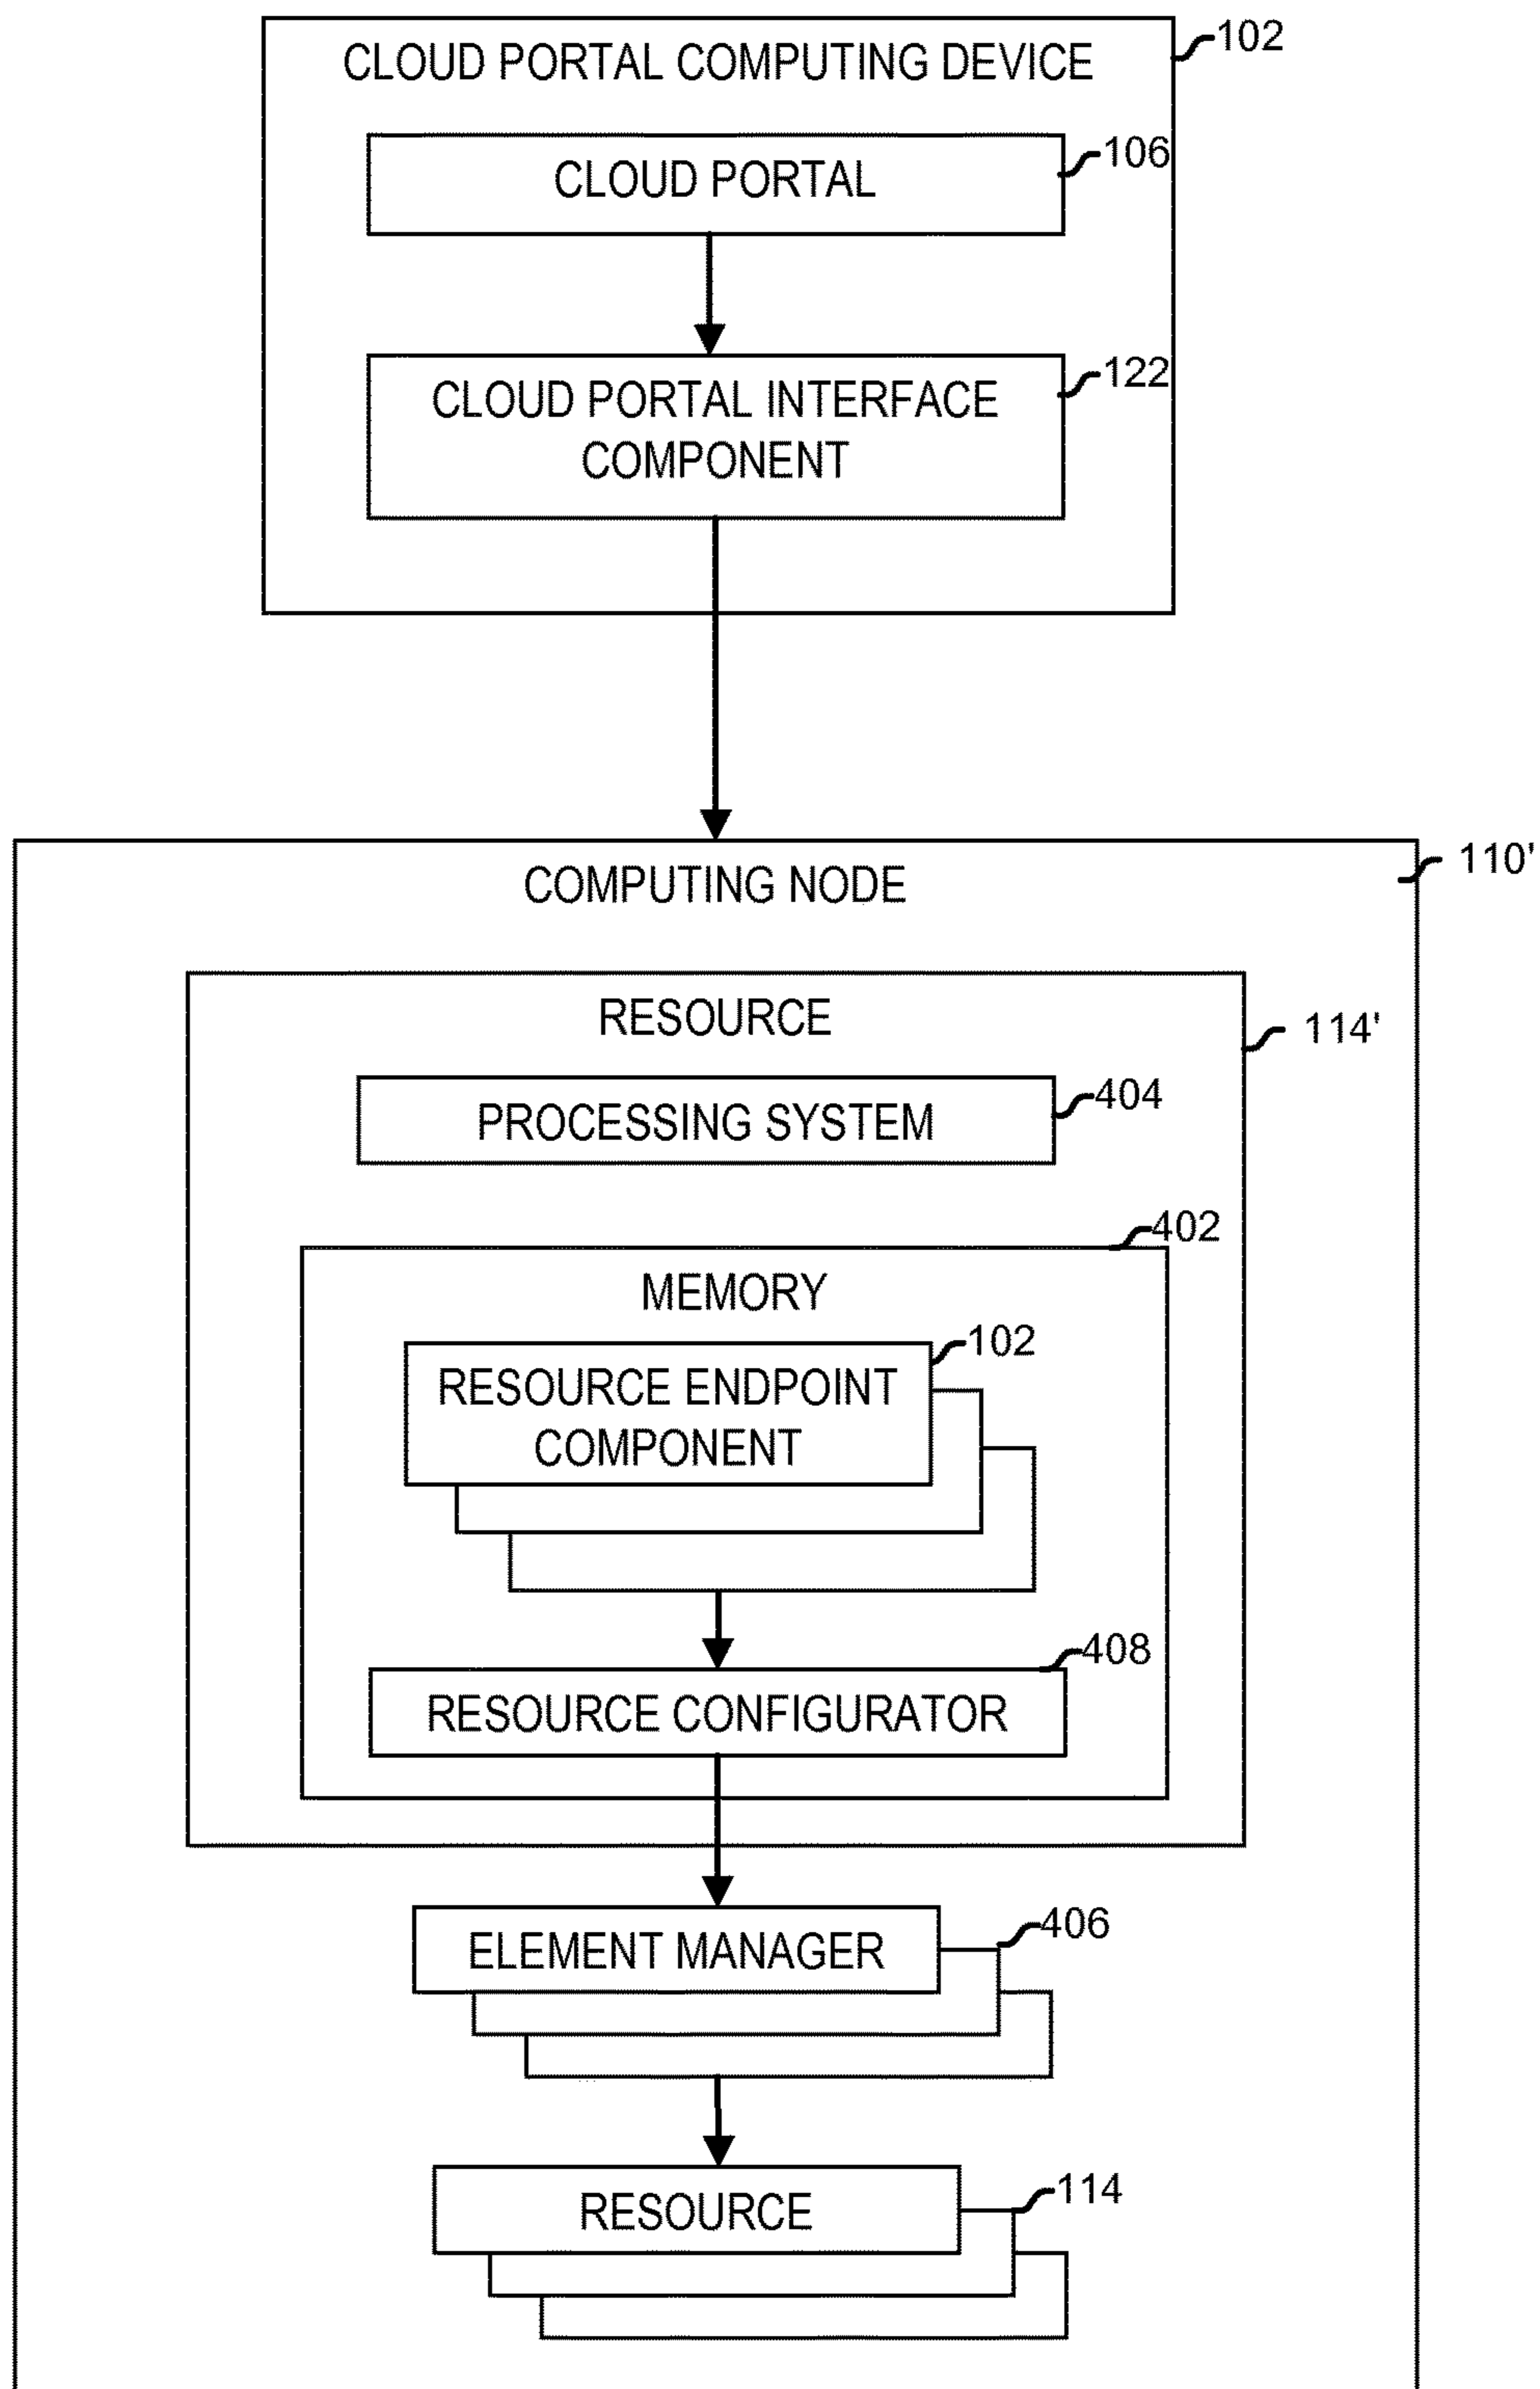 102
CLOUD PORTAL COMPUTING DEVICE
106
CLOUD PORTAL
122
CLOUD PORTAL INTERFACE
COMPONENT
110'
COMPUTING NODE
RESOURCE
114'
404
PROCESSING SYSTEM
402
MEMORY
102
RESOURCE ENDPOINT
COMPONENT
408
RESOURCE CONFIGURATOR
406
ELEMENT MANAGER
114
RESOURCE